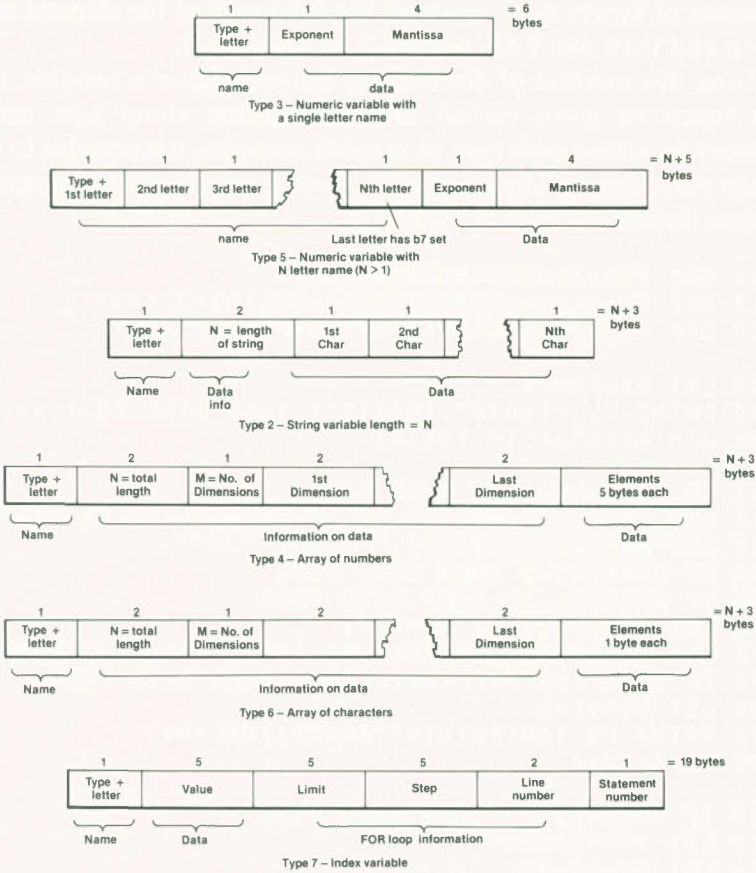 1 1 4 = 6
bytes
Type +
letter
Exponent
Mantissa
name data
Type 3 – Numeric variable with
a single letter name
1 1 1 1 1 4 = N + 5
bytes
Type +
1st letter
2nd letter
3rd letter
Nth letter
Exponent
Mantissa
name Last letter has b7 set Data
Type 5 – Numeric variable with
N letter name (N > 1)
1 2 1 1 1 = N + 3
bytes
Type +
letter
N = length
of string
1st
Char
2nd
Char
Nth
Char
Name Data
info
Data
Type 2 – String variable length = N
1 2 1 2 2 = N + 3
bytes
Type +
letter
N = total
length
M = No. of
Dimensions
1st
Dimension
Last
Dimension
Elements
5 bytes each
Name Information on data Data
Type 4 – Array of numbers
1 2 1 2 2 = N + 3
bytes
Type +
letter
N = total
length
M = No. of
Dimensions
Last
Dimension
Elements
1 byte each
Name Information on data Data
Type 6 – Array of characters
1 5 5 5 2 1 = 19 bytes
Type +
letter
Value
Limit
Step
Line
number
Statement
number
Name Data FOR loop information
Type 7 – Index variable